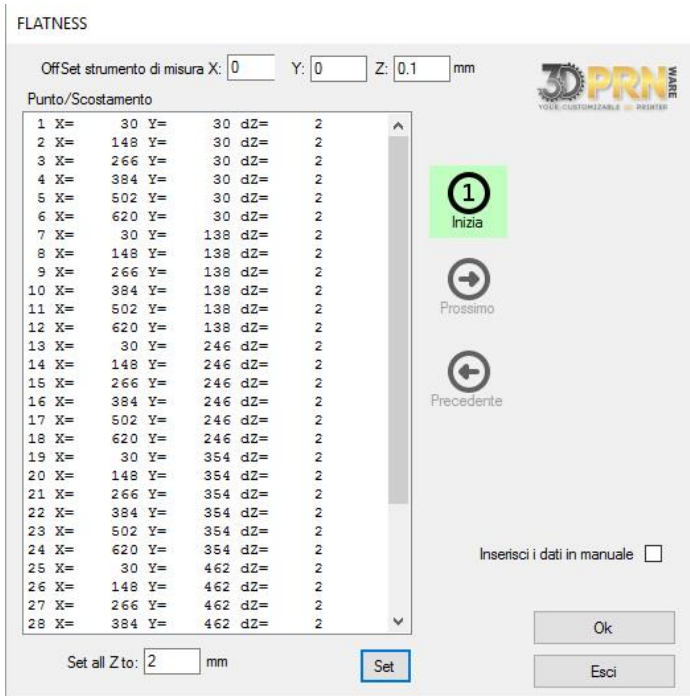 FLATNESS
OffSet strumento di misura X: 0 Y: 0 Z: 0.1 mm
3DPRN WARE
YOUR CUSTOMIZABLE 3D PRINTER
Punto/Scostamento
1 X= 30 Y= 30 dZ= 2
2 X= 148 Y= 30 dZ= 2
3 X= 266 Y= 30 dZ= 2
4 X= 384 Y= 30 dZ= 2
5 X= 502 Y= 30 dZ= 2
6 X= 620 Y= 30 dZ= 2
7 X= 30 Y= 138 dZ= 2
8 X= 148 Y= 138 dZ= 2
9 X= 266 Y= 138 dZ= 2
10 X= 384 Y= 138 dZ= 2
11 X= 502 Y= 138 dZ= 2
12 X= 620 Y= 138 dZ= 2
13 X= 30 Y= 246 dZ= 2
14 X= 148 Y= 246 dZ= 2
15 X= 266 Y= 246 dZ= 2
16 X= 384 Y= 246 dZ= 2
17 X= 502 Y= 246 dZ= 2
18 X= 620 Y= 246 dZ= 2
19 X= 30 Y= 354 dZ= 2
20 X= 148 Y= 354 dZ= 2
21 X= 266 Y= 354 dZ= 2
22 X= 384 Y= 354 dZ= 2
23 X= 502 Y= 354 dZ= 2
24 X= 620 Y= 354 dZ= 2
25 X= 30 Y= 462 dZ= 2
26 X= 148 Y= 462 dZ= 2
27 X= 266 Y= 462 dZ= 2
28 X= 384 Y= 462 dZ= 2
1
Inizia
Prossimo
Precedente
Inserisci i dati in manuale
Set all Z to: 2 mm
Set
Ok
Esci